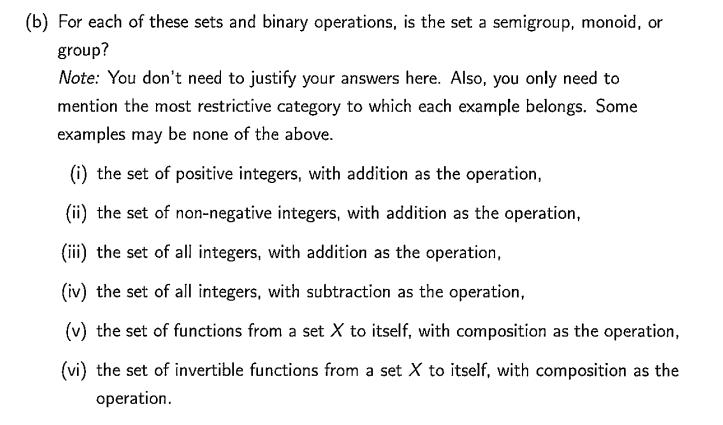 (b) For each of these sets and binary operations, is the set a semigroup, monoid, or
group?
Note: You don't need to justify your answers here. Also, you only need to
mention the most restrictive category to which each example belongs. Some
examples may be none of the above.
(i) the set of positive integers, with addition as the operation,
(ii) the set of non-negative integers, with addition as the operation,
(iii) the set of all integers, with addition as the operation,
(iv) the set of all integers, with subtraction as the operation,
(v) the set of functions from a set X to itself, with composition as the operation,
(vi) the set of invertible functions from a set X to itself, with composition as the
operation.